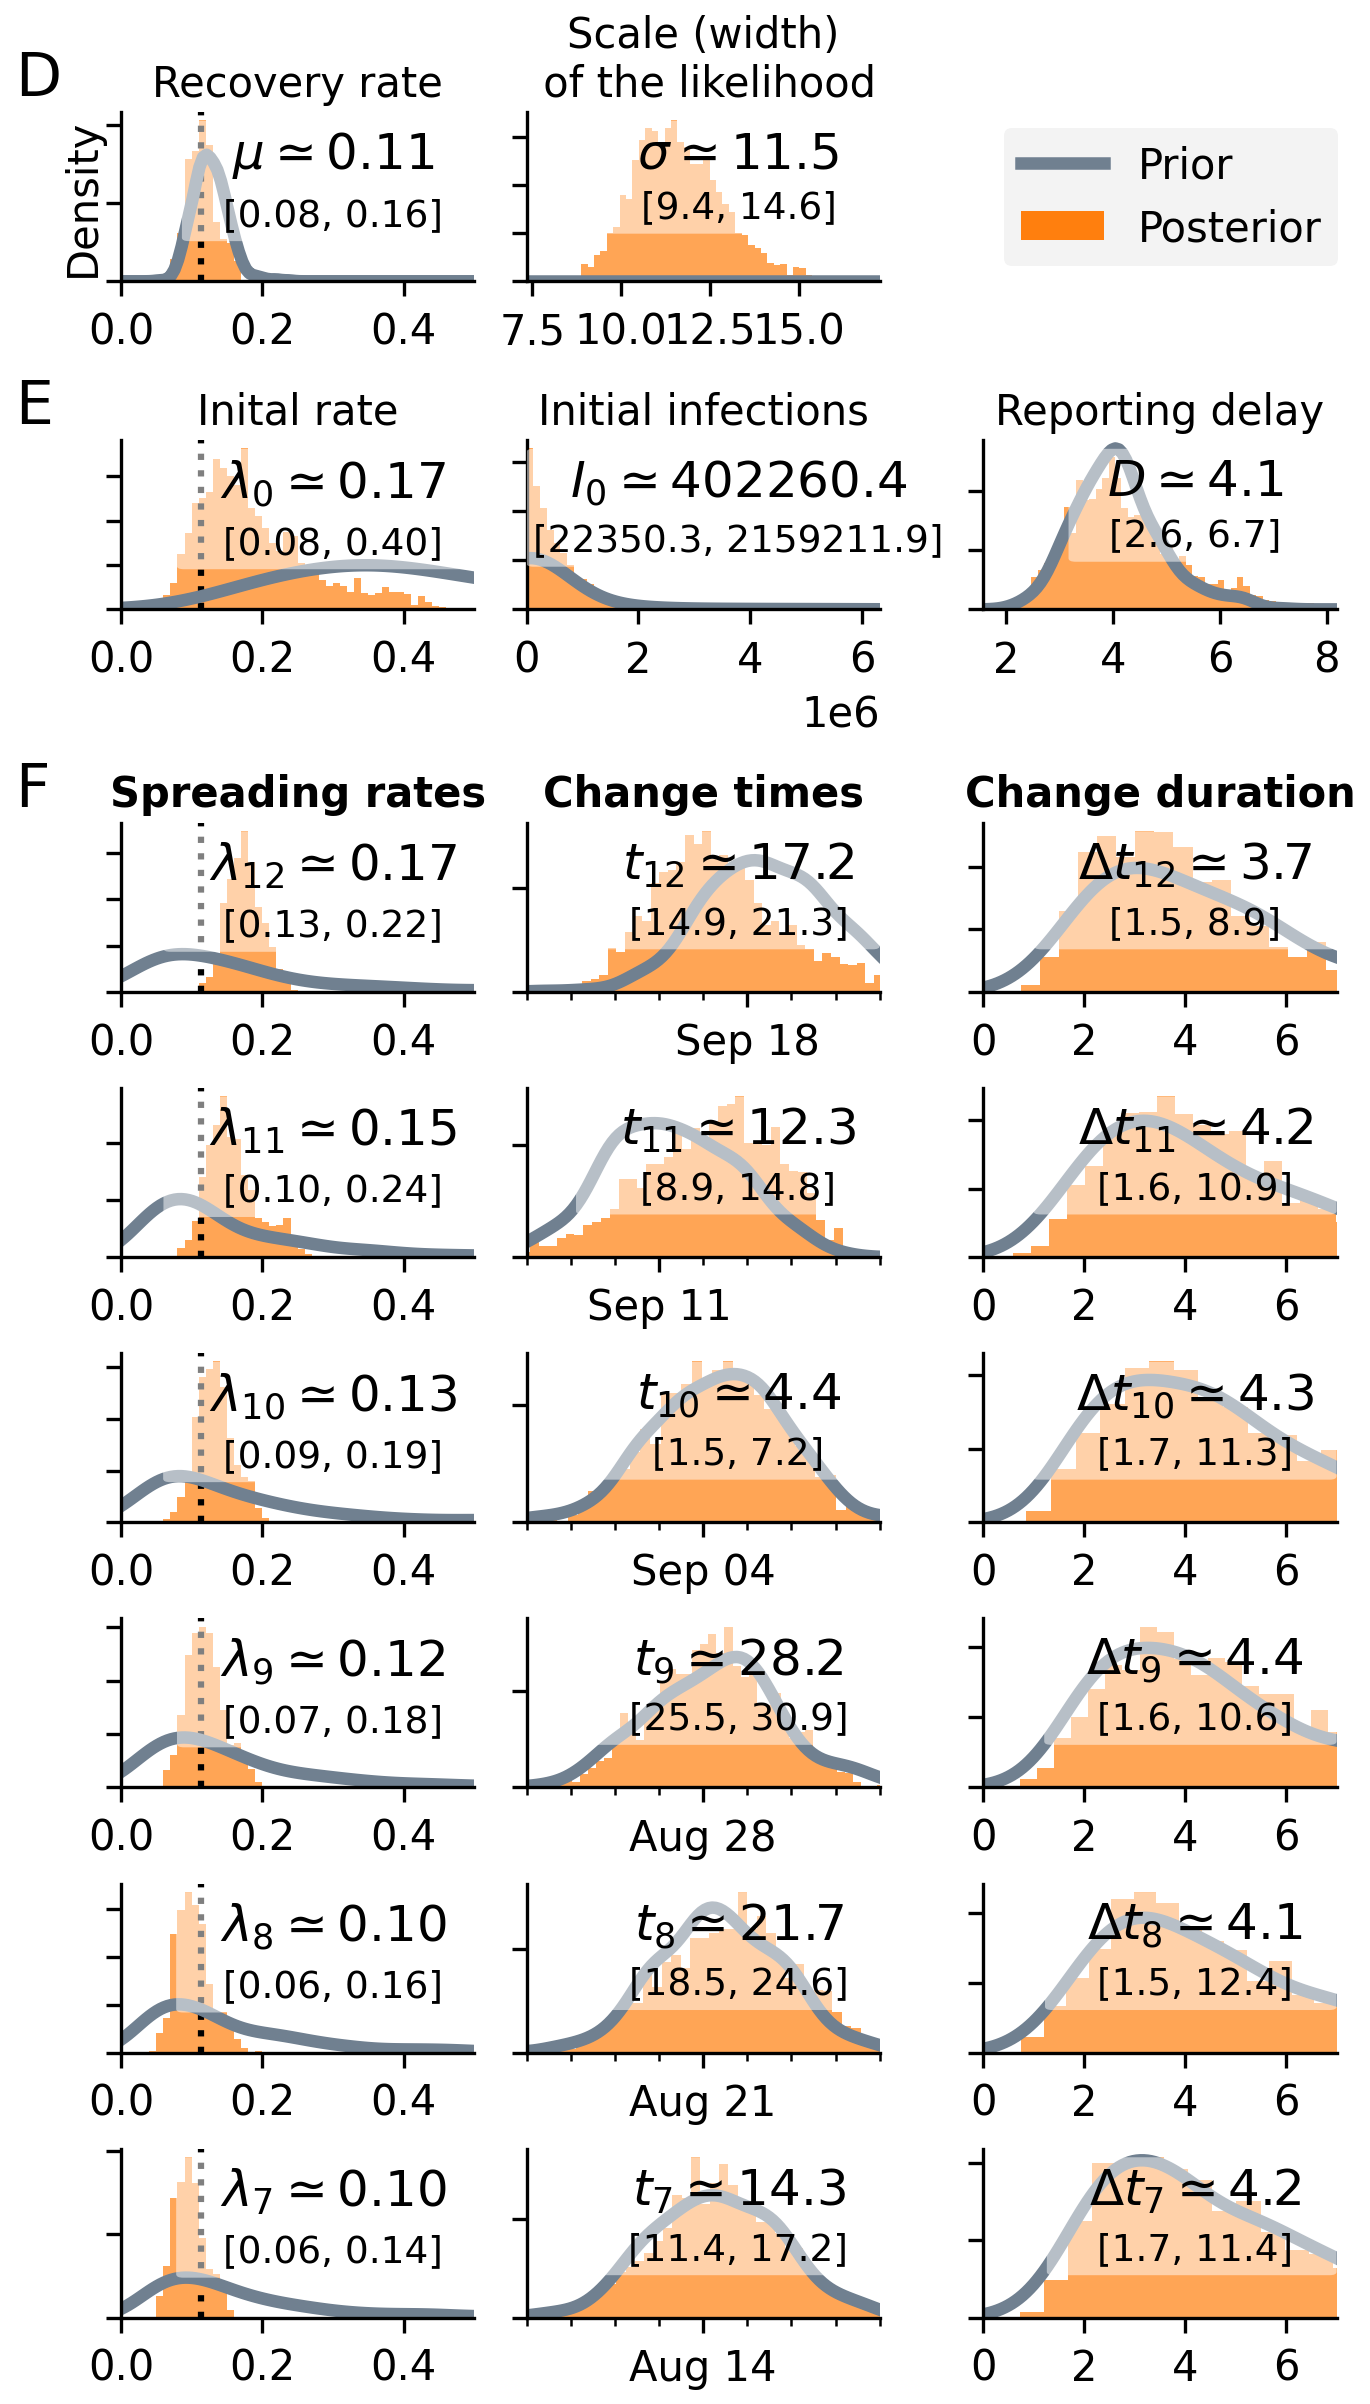 D
Recovery rate
Scale (width)
of the likelihood
Density
μ ≃ 0.11
[0.08, 0.16]
σ ≃ 11.5
[9.4, 14.6]
Prior
Posterior
0.0 0.2 0.4
7.5 10.0 12.5 15.0
E
Inital rate
Initial infections
Reporting delay
λ0 ≃ 0.17
[0.08, 0.40]
I0 ≃ 402260.4
[22350.3, 2159211.9]
D ≃ 4.1
[2.6, 6.7]
0.0 0.2 0.4
0 2 4 6
1e6
2 4 6 8
F
Spreading rates
Change times
Change duration
λ12 ≃ 0.17
[0.13, 0.22]
t12 ≃ 17.2
[14.9, 21.3]
Δt12 ≃ 3.7
[1.5, 8.9]
0.0 0.2 0.4
Sep 18
0 2 4 6
λ11 ≃ 0.15
[0.10, 0.24]
t11 ≃ 12.3
[8.9, 14.8]
Δt11 ≃ 4.2
[1.6, 10.9]
0.0 0.2 0.4
Sep 11
0 2 4 6
λ10 ≃ 0.13
[0.09, 0.19]
t10 ≃ 4.4
[1.5, 7.2]
Δt10 ≃ 4.3
[1.7, 11.3]
0.0 0.2 0.4
Sep 04
0 2 4 6
λ9 ≃ 0.12
[0.07, 0.18]
t9 ≃ 28.2
[25.5, 30.9]
Δt9 ≃ 4.4
[1.6, 10.6]
0.0 0.2 0.4
Aug 28
0 2 4 6
λ8 ≃ 0.10
[0.06, 0.16]
t8 ≃ 21.7
[18.5, 24.6]
Δt8 ≃ 4.1
[1.5, 12.4]
0.0 0.2 0.4
Aug 21
0 2 4 6
λ7 ≃ 0.10
[0.06, 0.14]
t7 ≃ 14.3
[11.4, 17.2]
Δt7 ≃ 4.2
[1.7, 11.4]
0.0 0.2 0.4
Aug 14
0 2 4 6